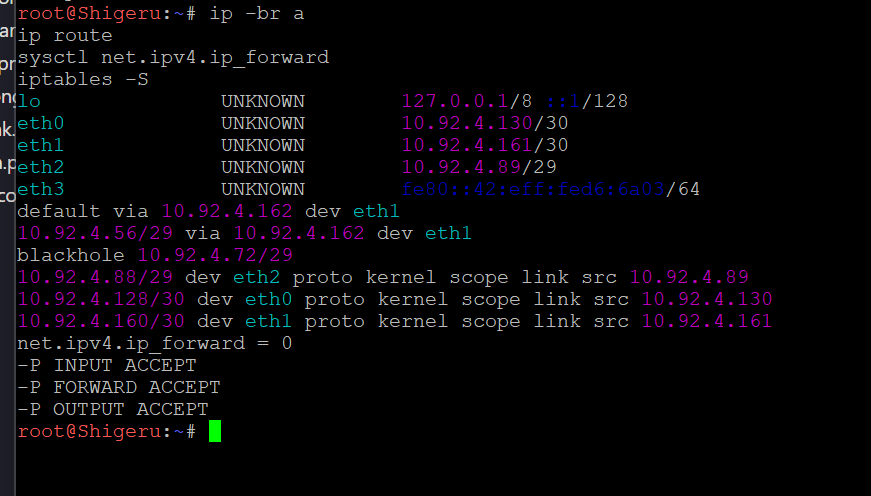 root@Shigeru:~# ip -br a
ip route
sysctl net.ipv4.ip_forward
iptables -S
lo UNKNOWN 127.0.0.1/8 ::1/128
eth0 UNKNOWN 10.92.4.130/30
eth1 UNKNOWN 10.92.4.161/30
eth2 UNKNOWN 10.92.4.89/29
eth3 UNKNOWN fe80::42:eff:fed6:6a03/64
default via 10.92.4.162 dev eth1
10.92.4.56/29 via 10.92.4.162 dev eth1
blackhole 10.92.4.72/29
10.92.4.88/29 dev eth2 proto kernel scope link src 10.92.4.89
10.92.4.128/30 dev eth0 proto kernel scope link src 10.92.4.130
10.92.4.160/30 dev eth1 proto kernel scope link src 10.92.4.161
net.ipv4.ip_forward = 0
-P INPUT ACCEPT
-P FORWARD ACCEPT
-P OUTPUT ACCEPT
root@Shigeru:~#